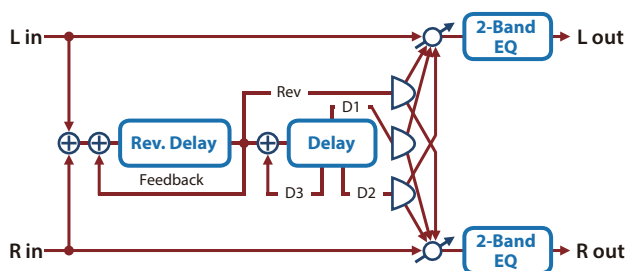 L in
2-Band
EQ
L out
Rev
D1
Rev. Delay
Delay
Feedback
D3
D2
R in
2-Band
EQ
R out